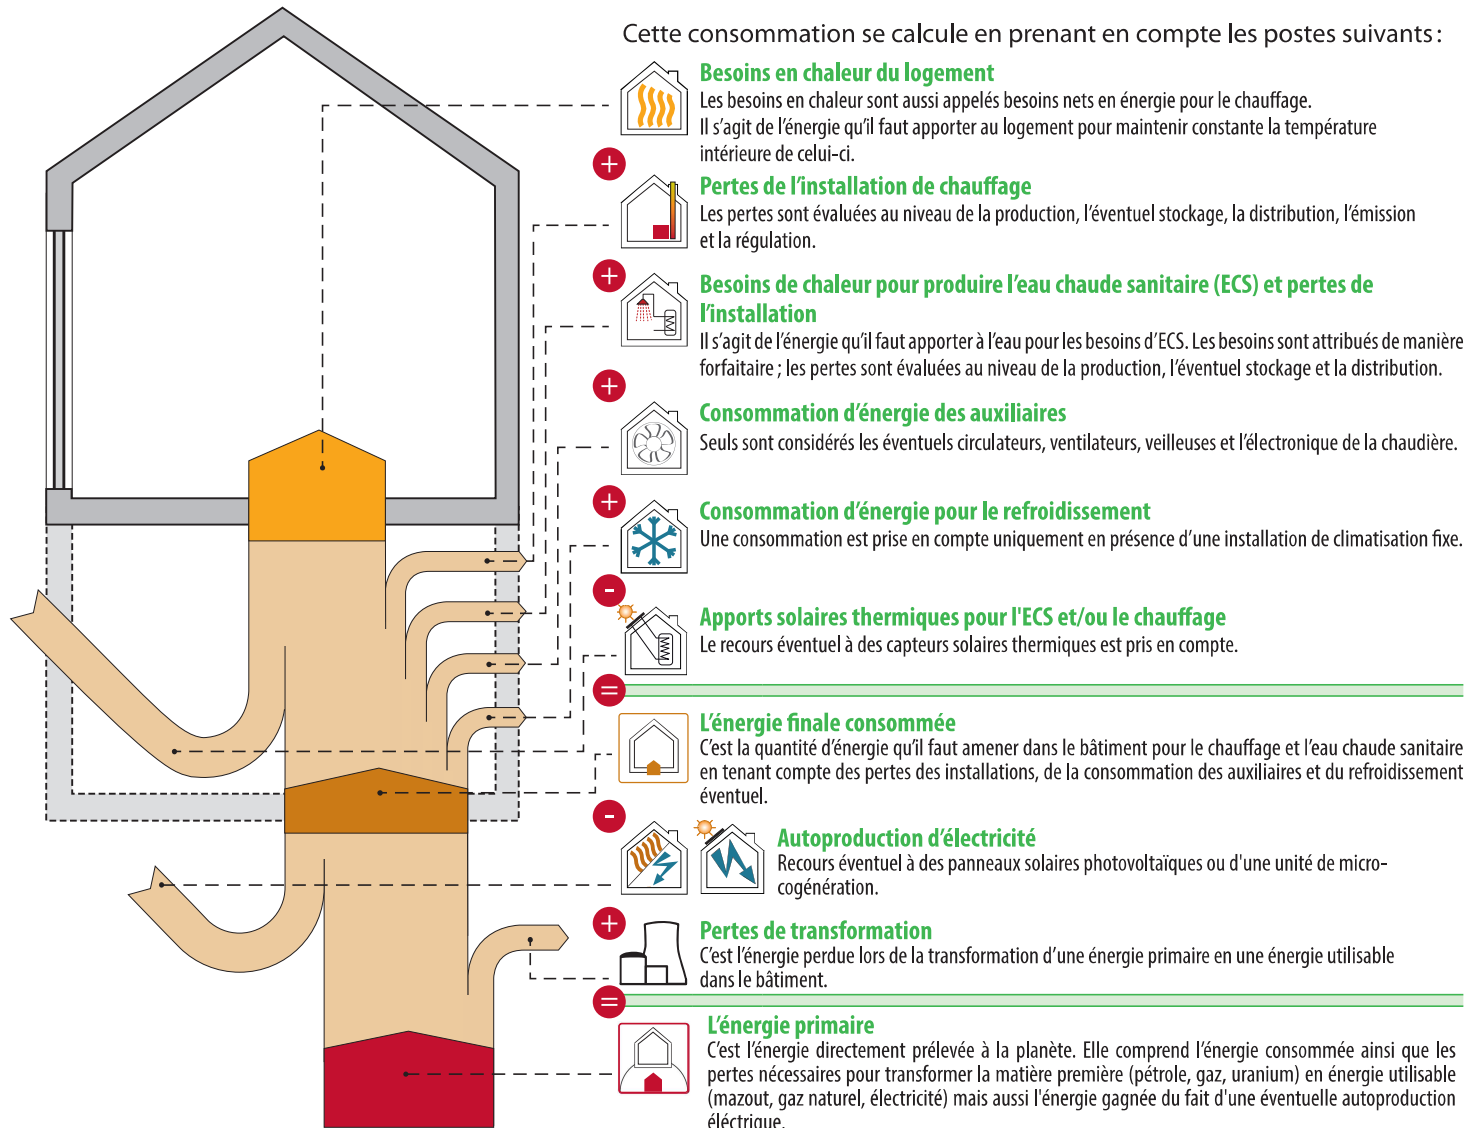 Cette consommation se calcule en prenant en compte les postes suivants :
Besoins en chaleur du logement
Les besoins en chaleur sont aussi appelés besoins nets en énergie pour le chauffage.
Il s'agit de l'énergie qu'il faut apporter au logement pour maintenir constante la température
intérieure de celui-ci.
+
Pertes de l'installation de chauffage
Les pertes sont évaluées au niveau de la production, l'éventuel stockage, la distribution, l'émission
et la régulation.
+
Besoins de chaleur pour produire l'eau chaude sanitaire (ECS) et pertes de
l'installation
Il s'agit de l'énergie qu'il faut apporter à l'eau pour les besoins d'ECS. Les besoins sont attribués de manière
forfaitaire ; les pertes sont évaluées au niveau de la production, l'éventuel stockage et la distribution.
+
Consommation d'énergie des auxiliaires
Seuls sont considérés les éventuels circulateurs, ventilateurs, veilleuses et l'électronique de la chaudière.
+
Consommation d'énergie pour le refroidissement
Une consommation est prise en compte uniquement en présence d'une installation de climatisation fixe.
-
Apports solaires thermiques pour l'ECS et/ou le chauffage
Le recours éventuel à des capteurs solaires thermiques est pris en compte.
=
L'énergie finale consommée
C'est la quantité d'énergie qu'il faut amener dans le bâtiment pour le chauffage et l'eau chaude sanitaire
en tenant compte des pertes des installations, de la consommation des auxiliaires et du refroidissement
éventuel.
-
Autoproduction d'électricité
Recours éventuel à des panneaux solaires photovoltaïques ou d'une unité de micro-
cogénération.
+
Pertes de transformation
C'est l'énergie perdue lors de la transformation d'une énergie primaire en une énergie utilisable
dans le bâtiment.
=
L'énergie primaire
C'est l'énergie directement prélevée à la planète. Elle comprend l'énergie consommée ainsi que les
pertes nécessaires pour transformer la matière première (pétrole, gaz, uranium) en énergie utilisable
(mazout, gaz naturel, électricité) mais aussi l'énergie gagnée du fait d'une éventuelle autoproduction
éléctrique.